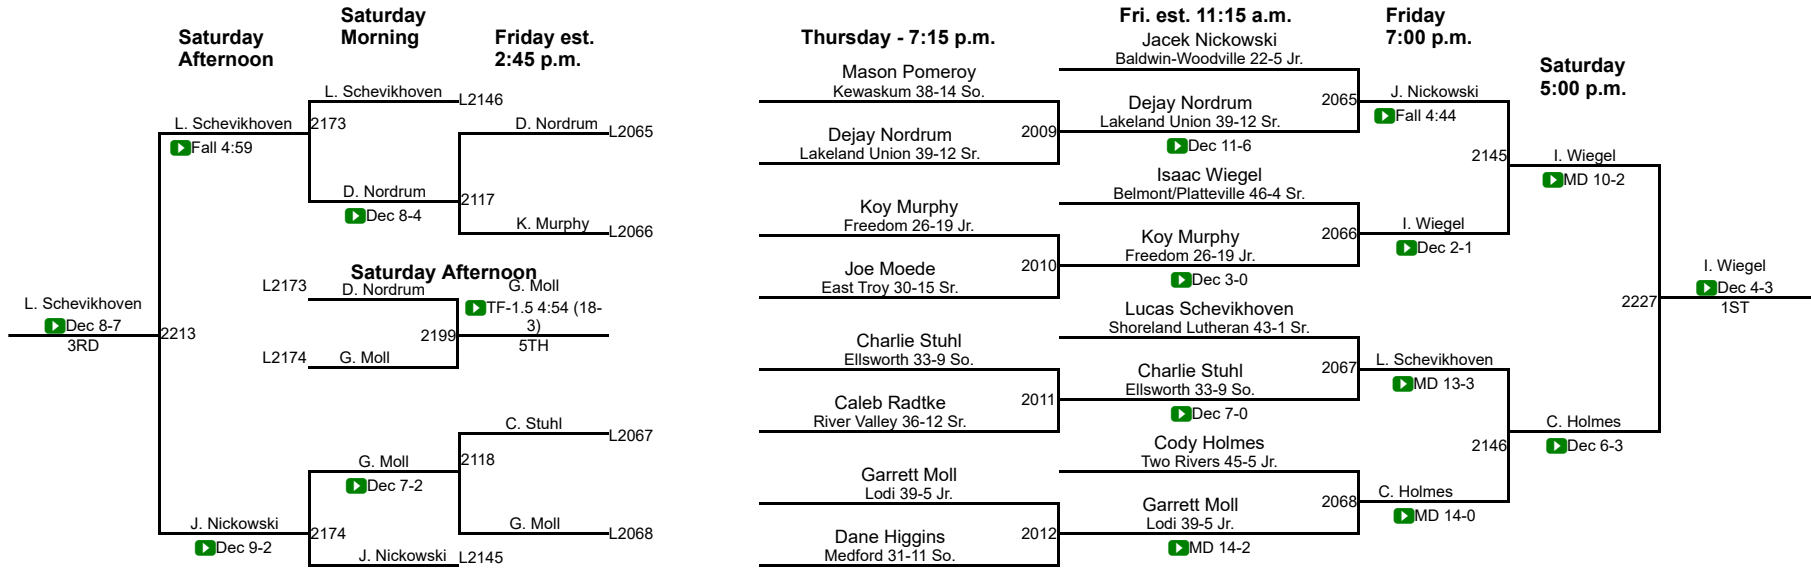 Saturday
Afternoon
Saturday
Morning
Friday est.
2:45 p.m.
L. Schevikhoven
L2146
L. Schevikhoven
2173
Fall 4:59
D. Nordrum
L2065
D. Nordrum
2117
Dec 8-4
K. Murphy
L2066
Saturday Afternoon
L2173
D. Nordrum
G. Moll
TF-1.5 4:54 (18-
3)
L. Schevikhoven
Dec 8-7
3RD
2213
2199
5TH
L2174
G. Moll
C. Stuhl
L2067
G. Moll
2118
Dec 7-2
J. Nickowski
2174
Dec 9-2
G. Moll
L2068
J. Nickowski
L2145
Thursday - 7:15 p.m.
Fri. est. 11:15 a.m.
Friday
7:00 p.m.
Saturday
5:00 p.m.
Mason Pomeroy
Kewaskum 38-14 So.
Dejay Nordrum
Lakeland Union 39-12 Sr.
2009
Koy Murphy
Freedom 26-19 Jr.
Joe Moede
East Troy 30-15 Sr.
2010
Charlie Stuhl
Ellsworth 33-9 So.
Caleb Radtke
River Valley 36-12 Sr.
2011
Garrett Moll
Lodi 39-5 Jr.
Dane Higgins
Medford 31-11 So.
2012
Jacek Nickowski
Baldwin-Woodville 22-5 Jr.
Dejay Nordrum
Lakeland Union 39-12 Sr.
Dec 11-6
2065
Isaac Wiegel
Belmont/Platteville 46-4 Sr.
Koy Murphy
Freedom 26-19 Jr.
Dec 3-0
2066
Lucas Schevikhoven
Shoreland Lutheran 43-1 Sr.
Charlie Stuhl
Ellsworth 33-9 So.
Dec 7-0
2067
Cody Holmes
Two Rivers 45-5 Jr.
Garrett Moll
Lodi 39-5 Jr.
MD 14-2
2068
J. Nickowski
Fall 4:44
2145
I. Wiegel
Dec 2-1
L. Schevikhoven
MD 13-3
2146
C. Holmes
MD 14-0
I. Wiegel
MD 10-2
2227
C. Holmes
Dec 6-3
I. Wiegel
Dec 4-3
1ST